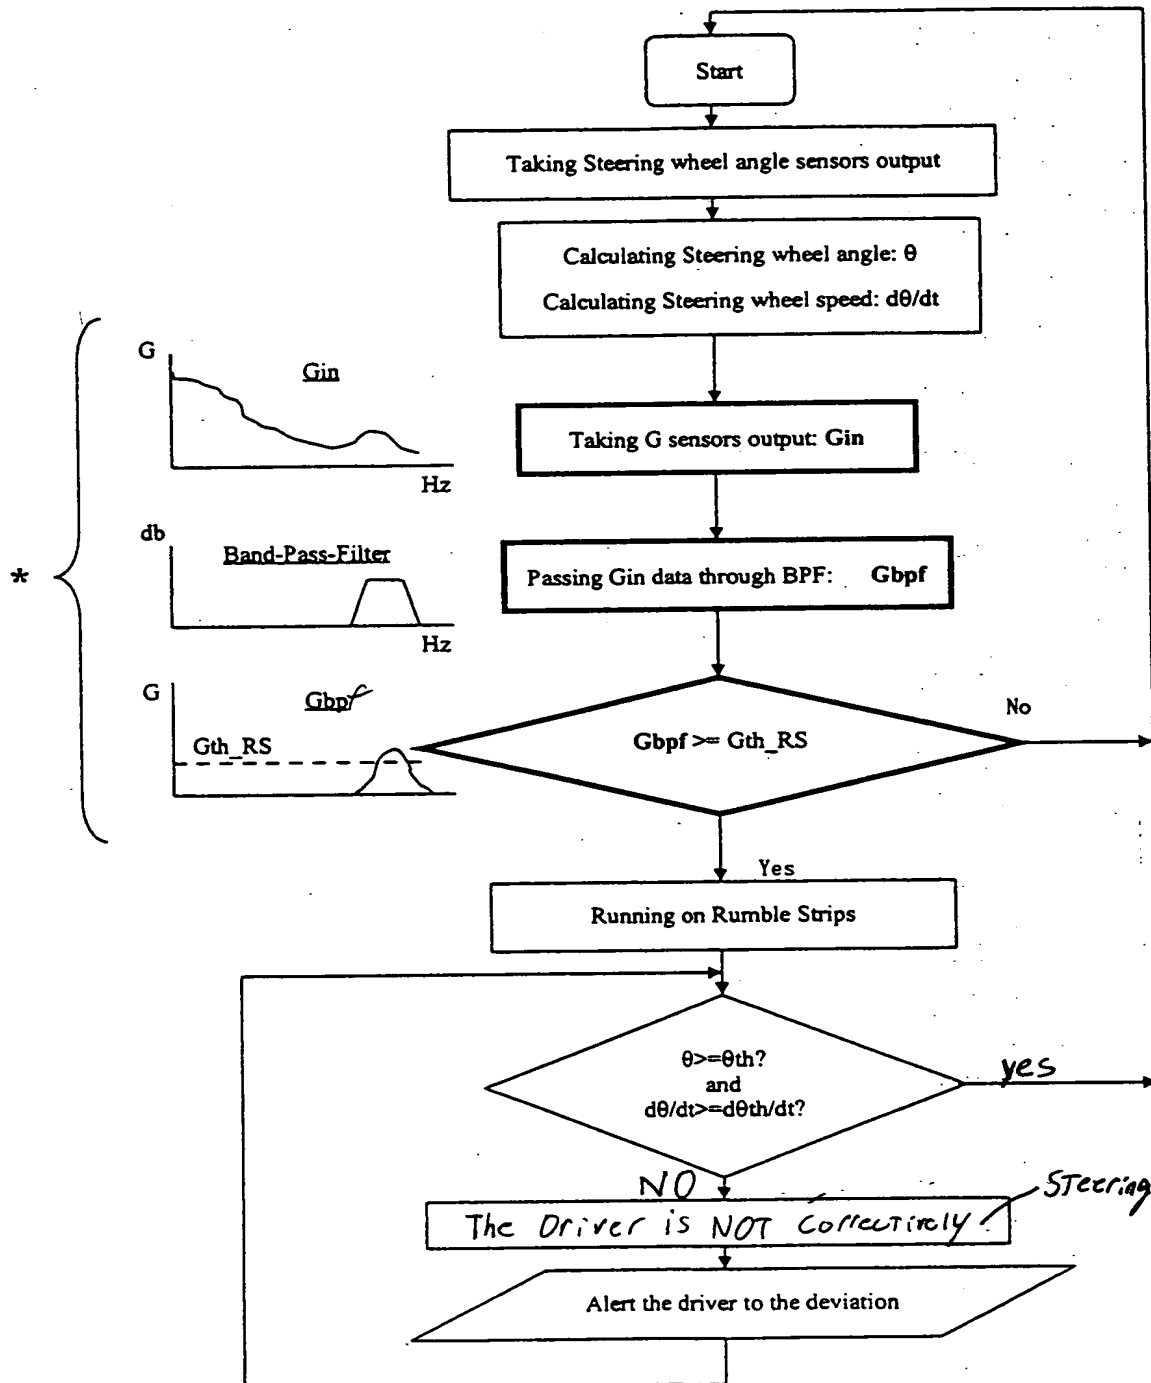 Start
Taking Steering wheel angle sensors output
Calculating Steering wheel angle: θ
Calculating Steering wheel speed: dθ/dt
G
Gin
Hz
Taking G sensors output: Gin
db
Band-Pass-Filter
Hz
*
Passing Gin data through BPF: Gbpf
G
Gbpf
Gth_RS
Gbpf >= Gth_RS
No
Yes
Running on Rumble Strips
θ>=θth?
and
dθ/dt>=dθth/dt?
yes
NO
Steering
The Driver is NOT Correctively
Alert the driver to the deviation